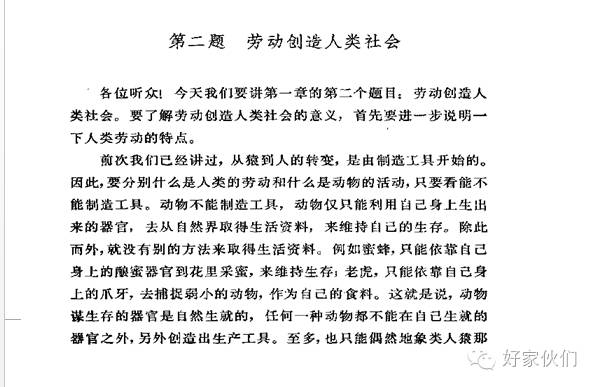 第二题 劳动创造人类社会
各位听众！今天我们要讲第一章的第二个题目：劳动创造人
类社会。要了解劳动创造人类社会的意义，首先要进一步说明一
下人类劳动的特点。
前次我们已经讲过，从猿到人的转变，是由制造工具开始的。
因此，要分别什么是人类的劳动和什么是动物的活动，只要看能不
能制造工具。动物不能制造工具，动物仅只能利用自己身上生出
来的器官，去从自然界取得生活资料，来维持自己的生存。除此
而外，就没有别的方法来取得生活资料。例如蜜蜂，只能依靠自己
身上的酿蜜器官到花里采蜜，来维持生存；老虎，只能依靠自己身
上的爪牙，去捕捉弱小的动物，作为自己的食料。这就是说，动物
谋生存的器官是自然生就的，任何一种动物都不能在自己生就的
器官之外，另外创造出生产工具。至多，也只能偶然地象类人猿那
好家伙们